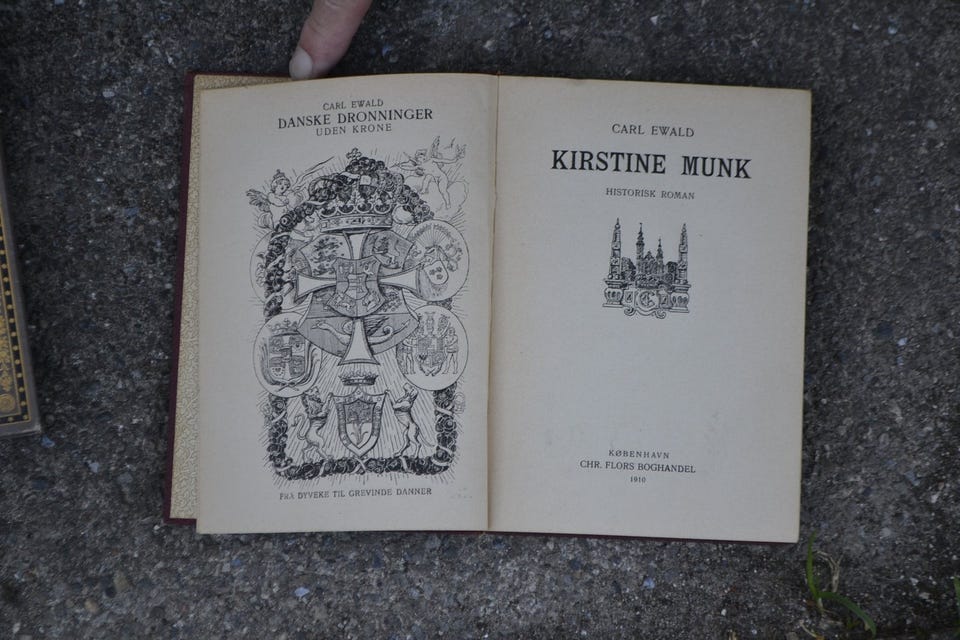 CARL EWALD
DANSKE DRONNINGER
UDEN KRONE
FRA DYVEKE TIL GREVINDE DANNER
CARL EWALD
KIRSTINE MUNK
HISTORISK ROMAN
KØBENHAVN
CHR. FLORS BOGHANDEL
1910